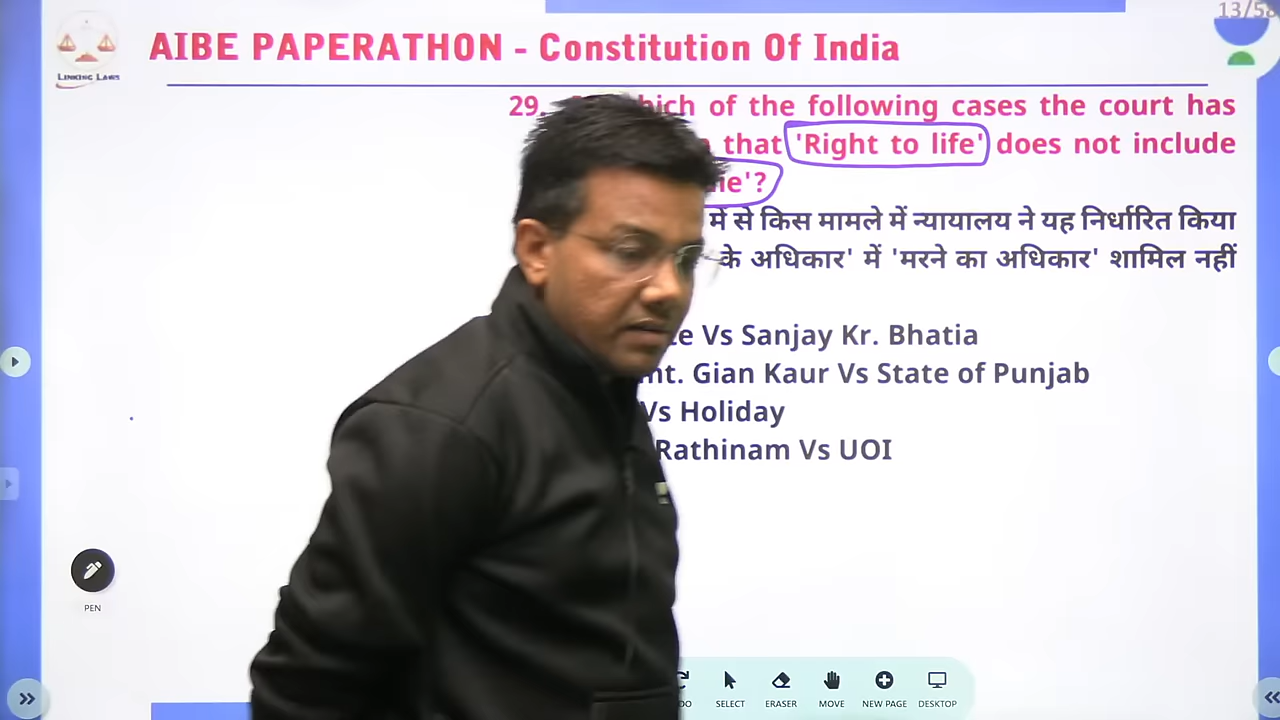 13/58
LINKING LAWS
AIBE PAPERATHON - Constitution Of India
29. which of the following cases the court has
that 'Right to life' does not include
die'?
में से किस मामले में न्यायालय ने यह निर्धारित किया
के अधिकार' में 'मरने का अधिकार' शामिल नहीं
Vs Sanjay Kr. Bhatia
Gian Kaur Vs State of Punjab
Vs Holiday
Rathinam Vs UOI
PEN
SELECT
ERASER
MOVE
NEW PAGE
DESKTOP